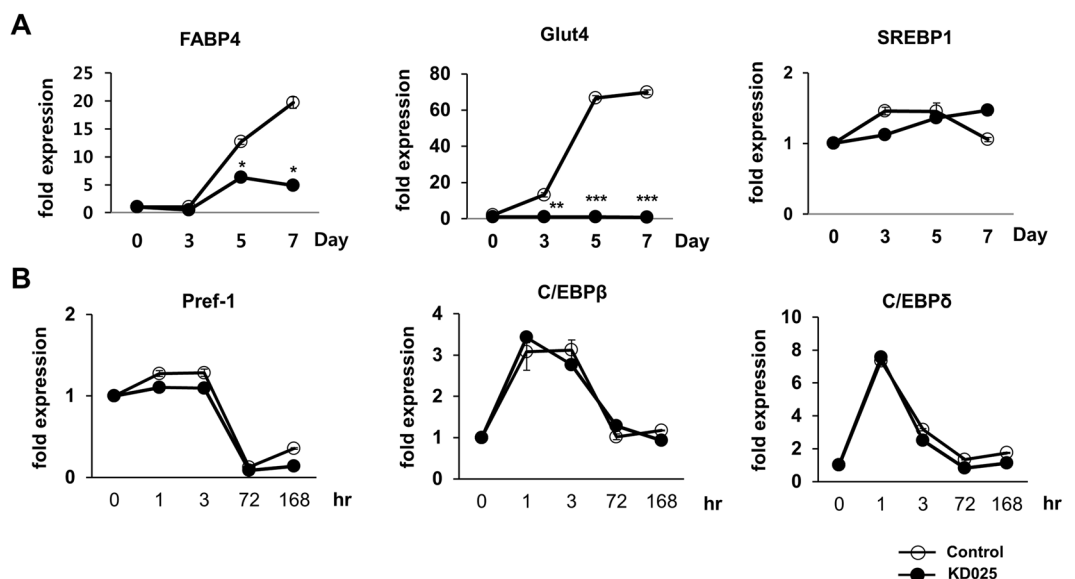 A
FABP4
fold expression
25
20
15
10
5
0
*
*
0 3 5 7 Day
Glut4
fold expression
80
60
40
20
0
**
***
***
0 3 5 7 Day
SREBP1
fold expression
2
1
0
0 3 5 7 Day
B
Pref-1
fold expression
2
1
0
0 1 3 72 168 hr
C/EBPβ
fold expression
4
3
2
1
0
0 1 3 72 168 hr
C/EBPδ
fold expression
10
8
6
4
2
0
0 1 3 72 168 hr
Control
KD025